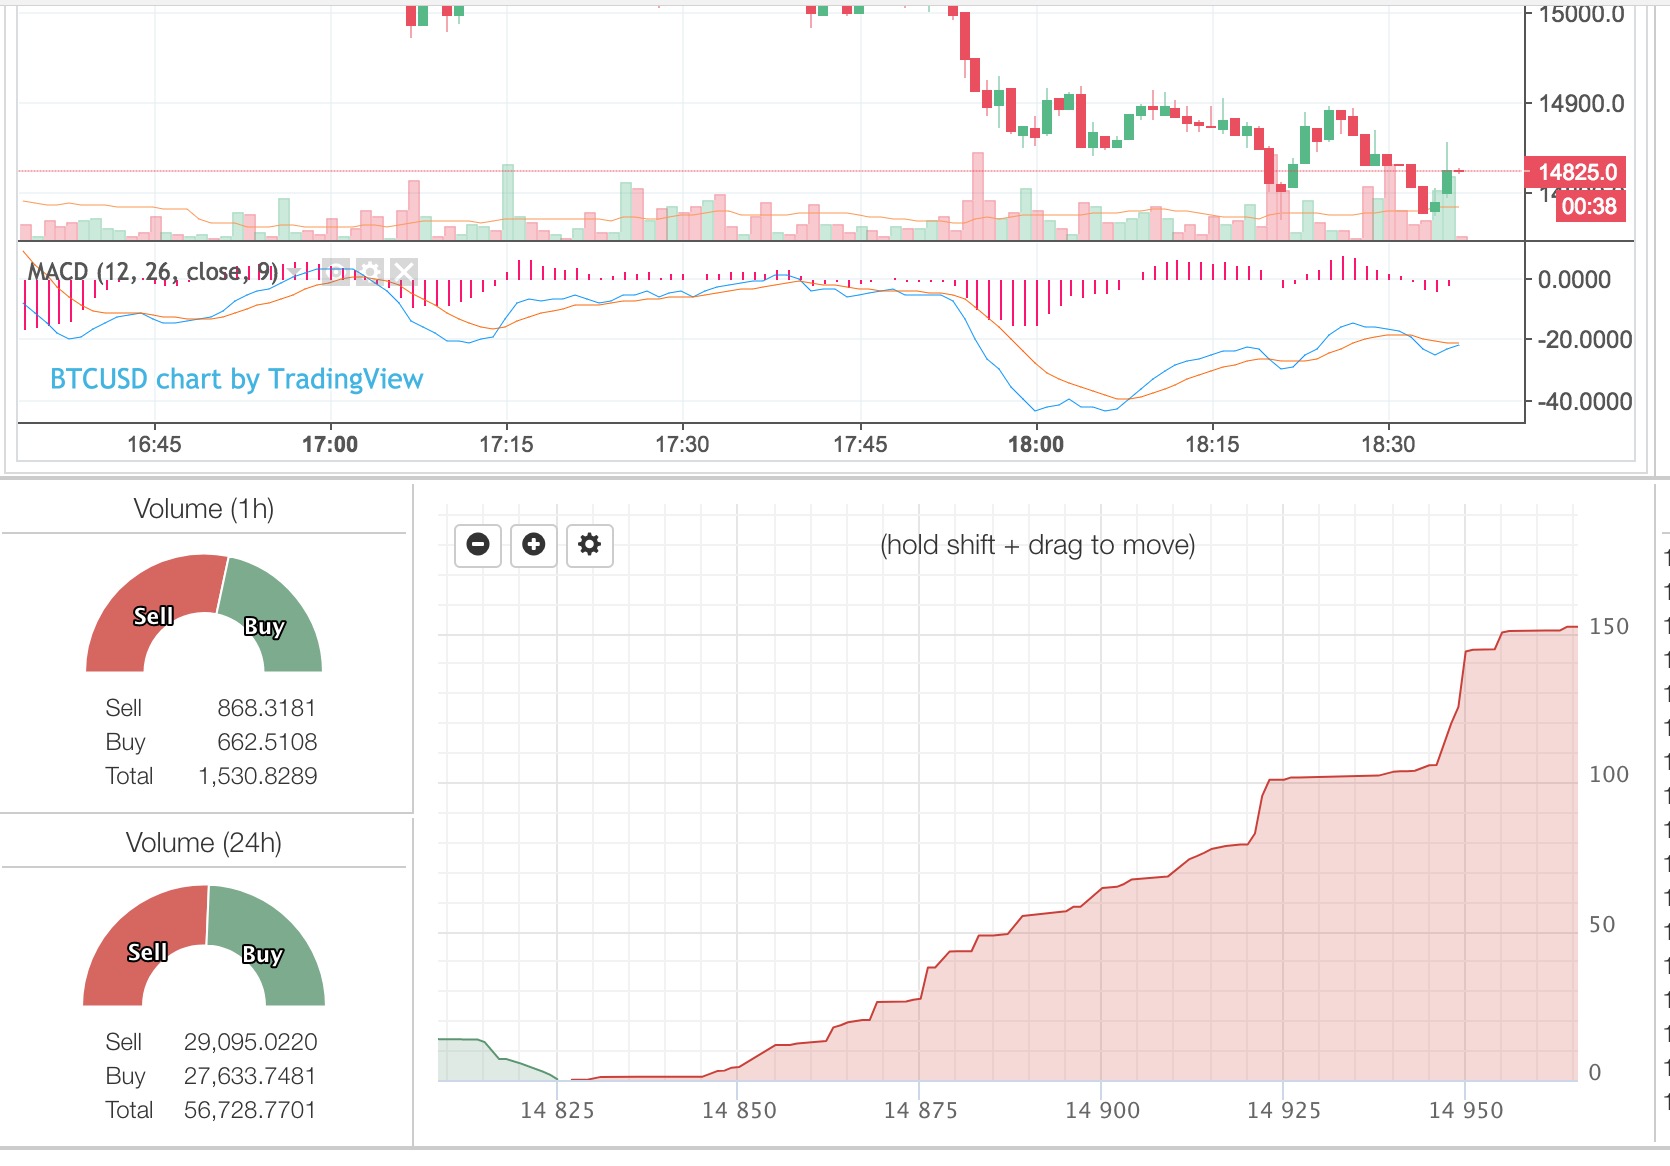 15000.0
14900.0
14825.0
00:38
MACD (12, 26, close, 9)
0.0000
-20.0000
-40.0000
BTCUSD chart by TradingView
16:45 17:00 17:15 17:30 17:45 18:00 18:15 18:30
Volume (1h)
Sell
Buy
Sell 868.3181
Buy 662.5108
Total 1,530.8289
Volume (24h)
Sell
Buy
Sell 29,095.0220
Buy 27,633.7481
Total 56,728.7701
(hold shift + drag to move)
150
100
50
0
14 825 14 850 14 875 14 900 14 925 14 950